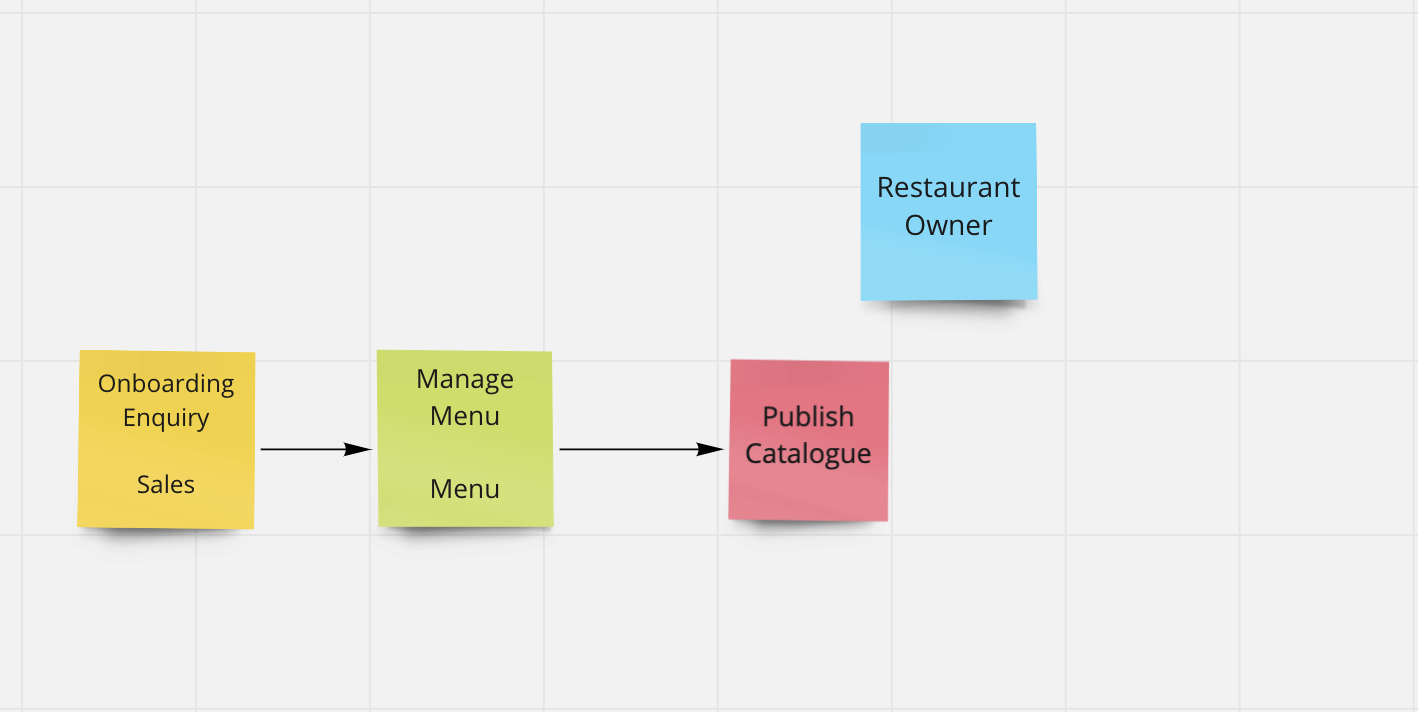 Restaurant
Owner
Onboarding
Enquiry
Sales
Manage
Menu
Menu
Publish
Catalogue